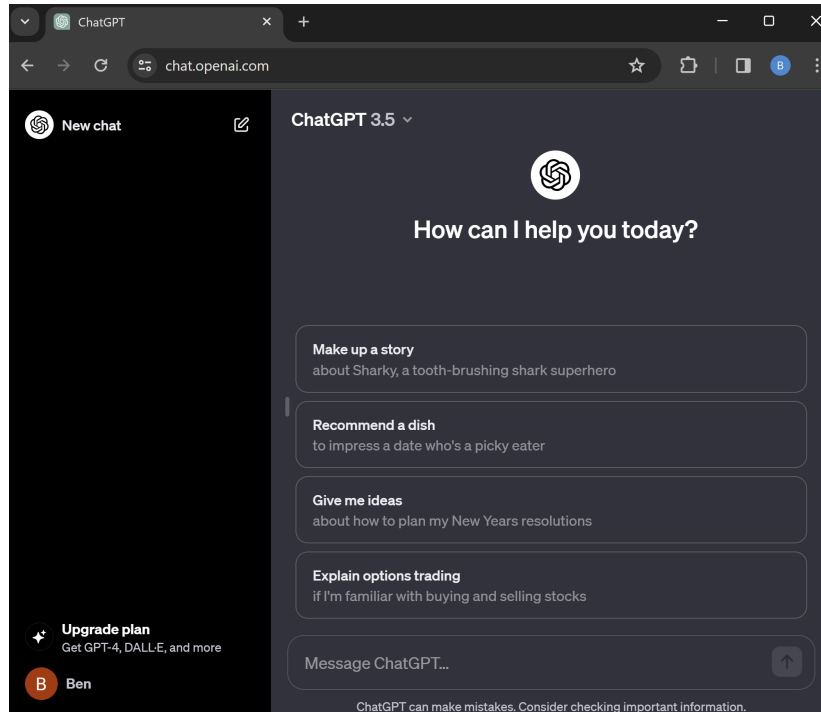 ChatGPT
chat.openai.com
B
New chat
ChatGPT 3.5
How can I help you today?
Make up a story
about Sharky, a tooth-brushing shark superhero
Recommend a dish
to impress a date who's a picky eater
Give me ideas
about how to plan my New Years resolutions
Explain options trading
if I'm familiar with buying and selling stocks
Upgrade plan
Get GPT-4, DALL·E, and more
B Ben
Message ChatGPT...
ChatGPT can make mistakes. Consider checking important information.